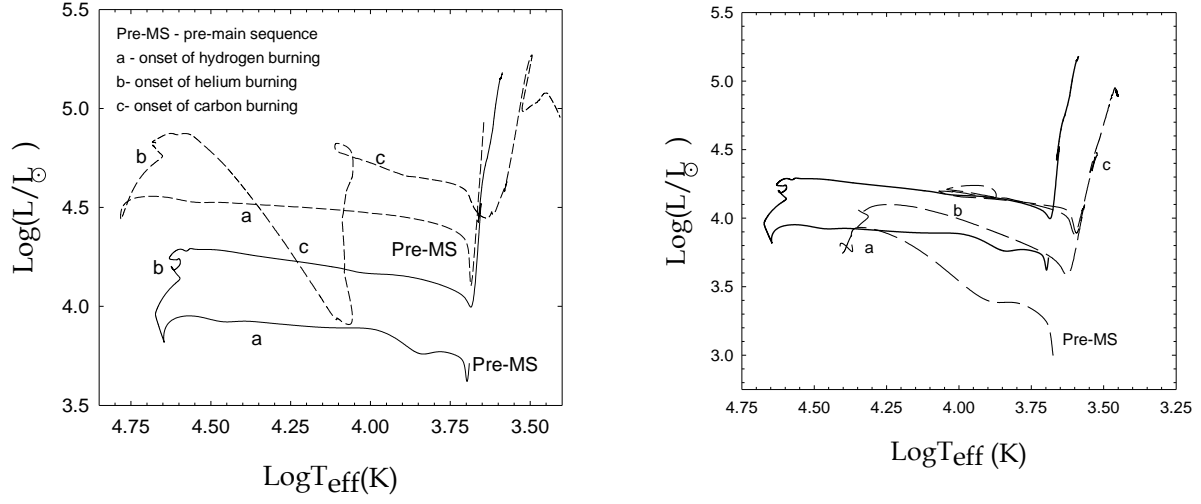 5.5
Pre-MS - pre-main sequence
a - onset of hydrogen burning
b- onset of helium burning
c- onset of carbon burning
5.0
b
c
4.5
a
Pre-MS
c
b
4.0
a
Pre-MS
3.5
4.75 4.50 4.25 4.00 3.75 3.50
Log(L/L☉)
LogTeff(K)
5.5
5.0
4.5
c
4.0
b
a
3.5
Pre-MS
3.0
4.75 4.50 4.25 4.00 3.75 3.50 3.25
Log(L/L☉)
LogTeff (K)